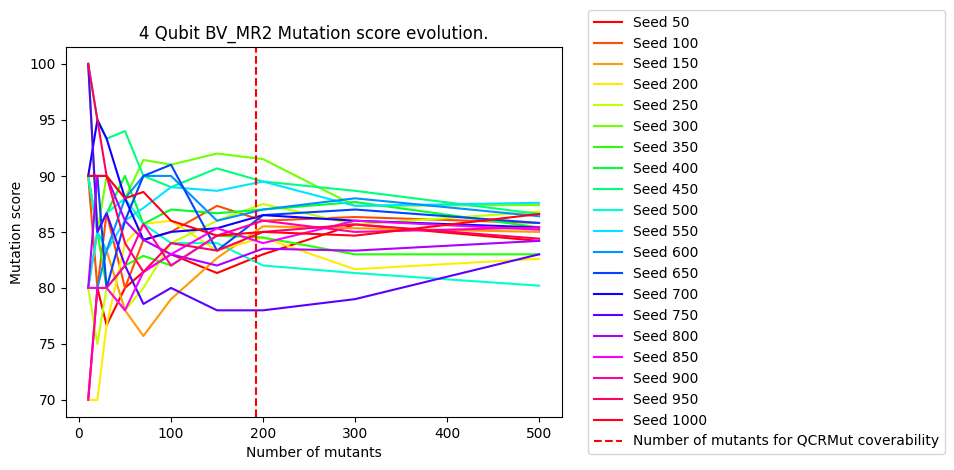 4 Qubit BV_MR2 Mutation score evolution.
Mutation score
100
95
90
85
80
75
70
0
100
200
300
400
500
Number of mutants
Seed 50
Seed 100
Seed 150
Seed 200
Seed 250
Seed 300
Seed 350
Seed 400
Seed 450
Seed 500
Seed 550
Seed 600
Seed 650
Seed 700
Seed 750
Seed 800
Seed 850
Seed 900
Seed 950
Seed 1000
Number of mutants for QCRMut coverability